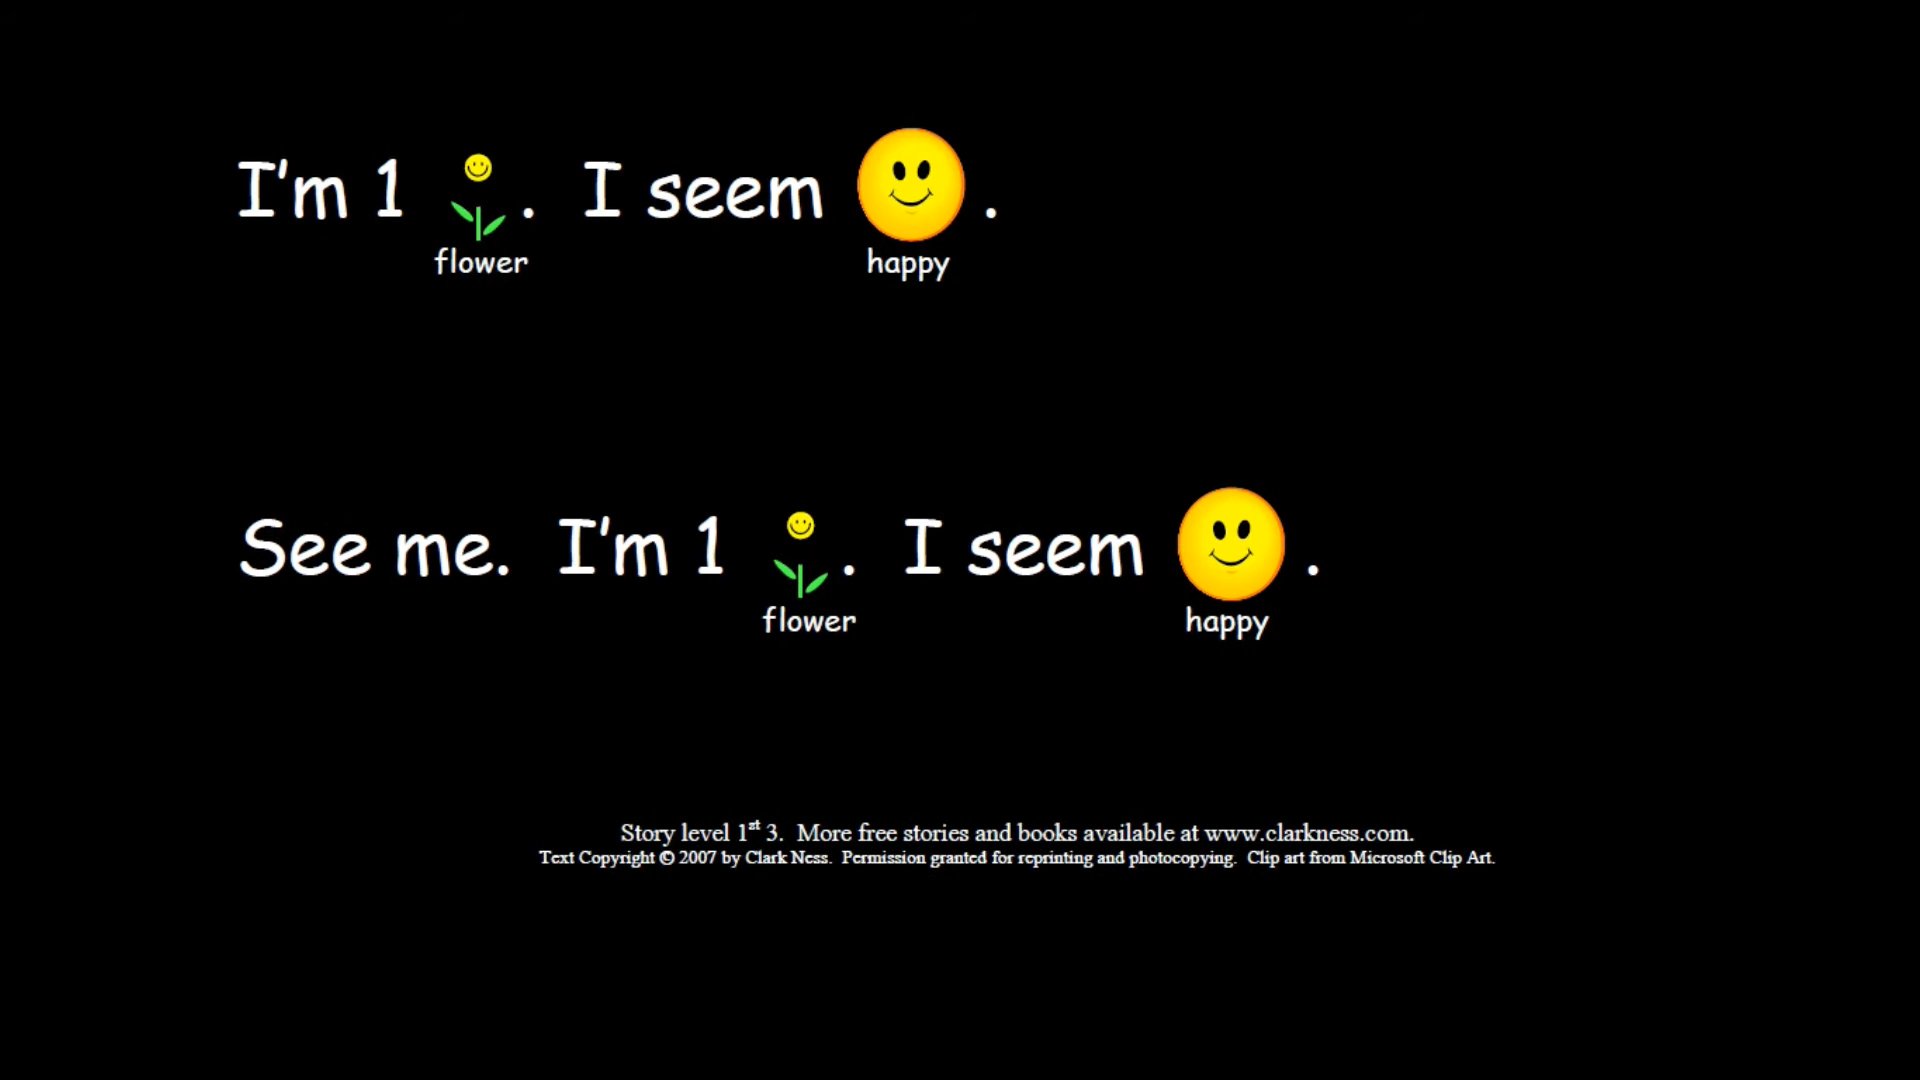 I'm 1 . I seem .
flower happy
See me. I'm 1 . I seem .
flower happy
Story level 1st 3. More free stories and books available at www.clarkness.com.
Text Copyright © 2007 by Clark Ness. Permission granted for reprinting and photocopying. Clip art from Microsoft Clip Art.